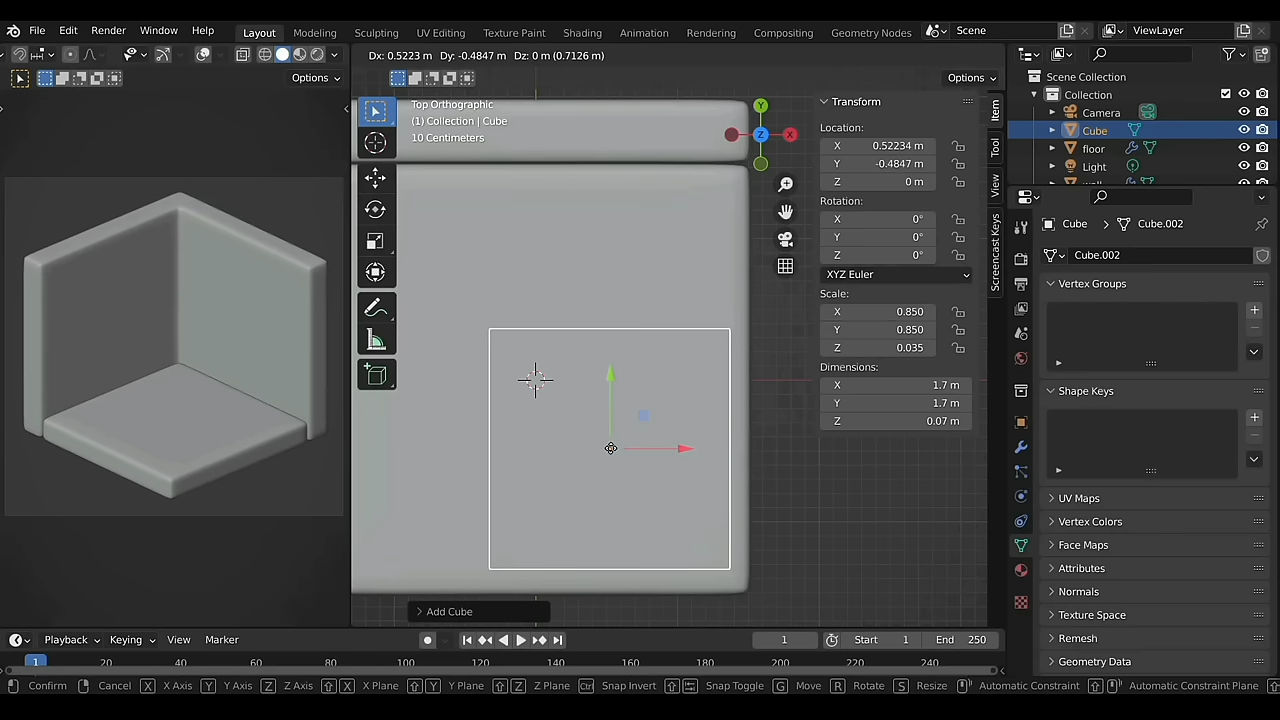 File Edit Render Window Help Layout Modeling Sculpting UV Editing Texture Paint Shading Animation Rendering Compositing Geometry Nodes Scene ViewLayer
Dx: 0.5223 m Dy: -0.4847 m Dz: 0 m (0.7126 m)
Options
Options
Top Orthographic
(1) Collection | Cube
10 Centimeters
Y
Z
X
Transform
Location:
X 0.52234 m
Y -0.4847 m
Z 0 m
Rotation:
X 0°
Y 0°
Z 0°
XYZ Euler
Scale:
X 0.850
Y 0.850
Z 0.035
Dimensions:
X 1.7 m
Y 1.7 m
Z 0.07 m
Item
Tool
View
Screencast Keys
Scene Collection
Collection
Camera
Cube
floor
Light
Cube Cube.002
Cube.002
Vertex Groups
Shape Keys
UV Maps
Vertex Colors
Face Maps
Attributes
Normals
Texture Space
Remesh
Geometry Data
Add Cube
Playback Keying View Marker 1 Start 1 End 250
1 20 40 60 80 100 120 140 160 180 200 220 240
Confirm Cancel X X Axis Y Y Axis Z Z Axis X X Plane Y Y Plane Z Z Plane Ctrl Snap Invert Snap Toggle G Move R Rotate S Resize Automatic Constraint Automatic Constraint Plane